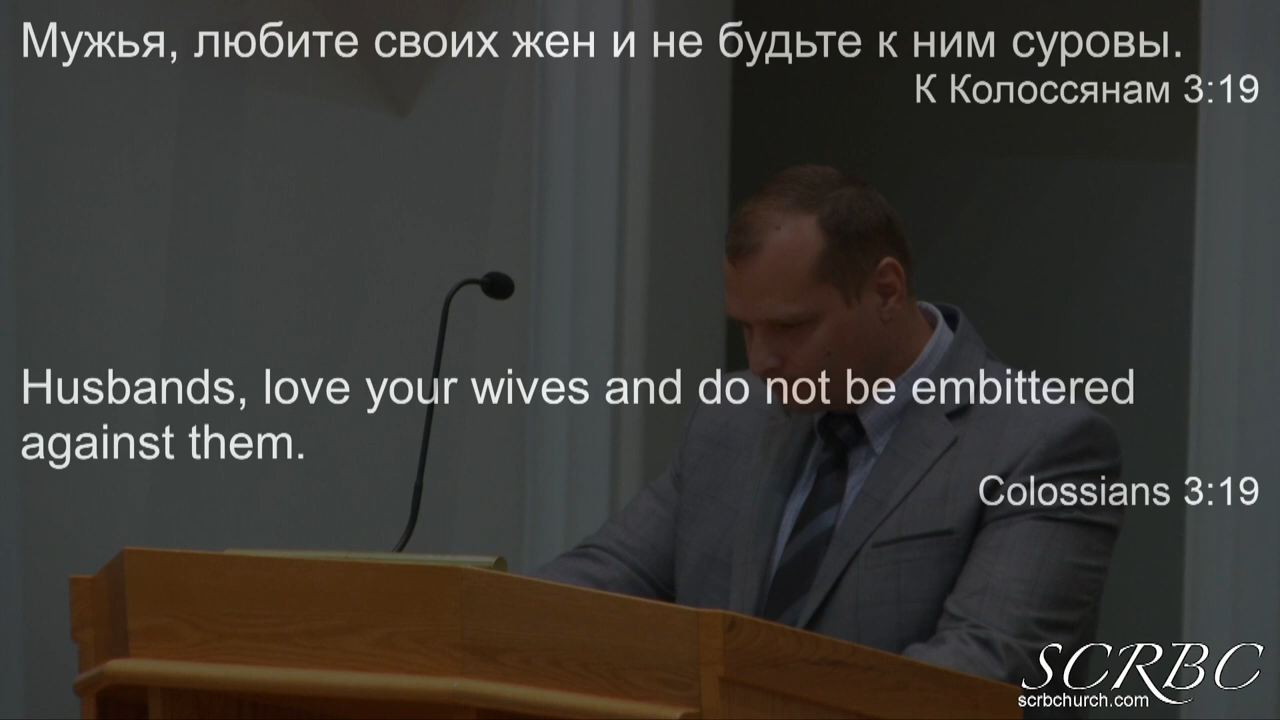 Мужья, любите своих жен и не будьте к ним суровы.
К Колоссянам 3:19
Husbands, love your wives and do not be embittered
against them.
Colossians 3:19
SCRBC
scrbchurch.com